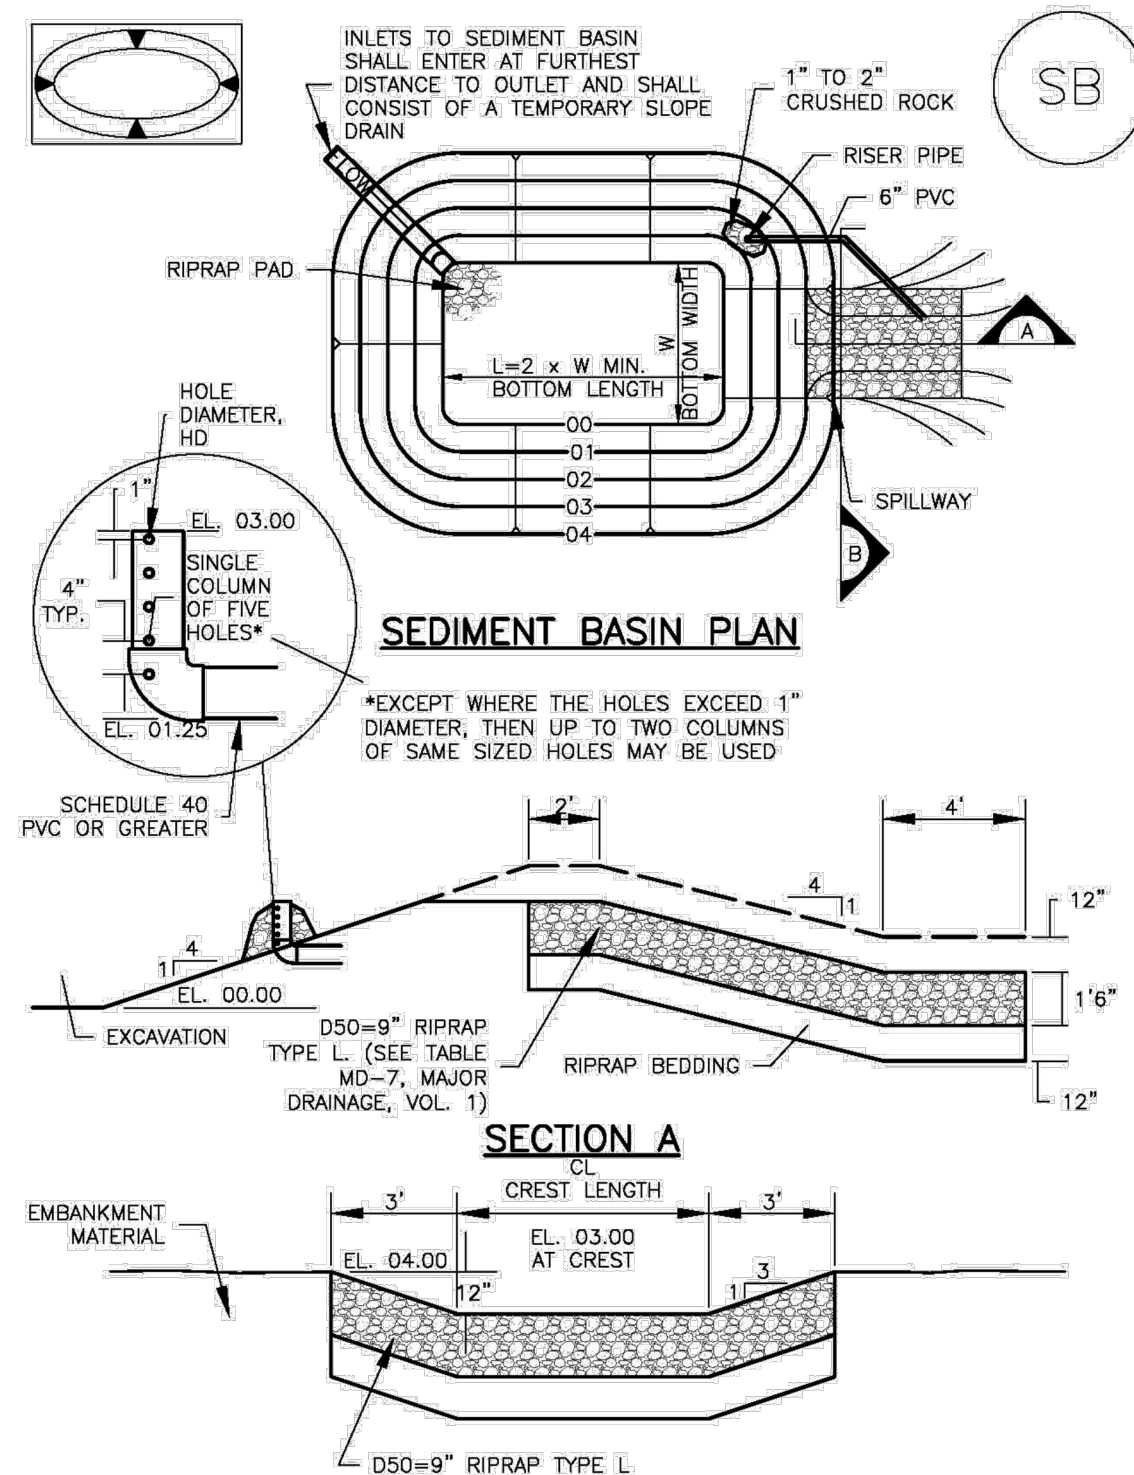 INLETS TO SEDIMENT BASIN
SHALL ENTER AT FURTHEST
DISTANCE TO OUTLET AND SHALL
CONSIST OF A TEMPORARY SLOPE
DRAIN
1" TO 2"
CRUSHED ROCK
SB
RISER PIPE
6" PVC
FLOW
RIPRAP PAD
W
BOTTOM WIDTH
L=2 x W MIN.
BOTTOM LENGTH
A
00
01
02
03
04
SPILLWAY
B
HOLE
DIAMETER,
HD
1"
EL. 03.00
SINGLE
COLUMN
OF FIVE
HOLES*
4"
TYP.
EL. 01.25
SEDIMENT BASIN PLAN
*EXCEPT WHERE THE HOLES EXCEED 1"
DIAMETER, THEN UP TO TWO COLUMNS
OF SAME SIZED HOLES MAY BE USED
SCHEDULE 40
PVC OR GREATER
2'
4'
4
1
12"
4
1
EL. 00.00
EXCAVATION
1'6"
D50=9" RIPRAP
TYPE L. (SEE TABLE
MD-7, MAJOR
DRAINAGE, VOL. 1)
RIPRAP BEDDING
12"
SECTION A
CL
CREST LENGTH
3'
3'
EMBANKMENT
MATERIAL
EL. 04.00
EL. 03.00
AT CREST
12"
3
1
D50=9" RIPRAP TYPE L